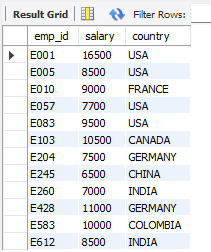 Result Grid Filter Rows:
emp_id salary country
E001 16500 USA
E005 8500 USA
E010 9000 FRANCE
E057 7700 USA
E083 9500 USA
E103 10500 CANADA
E204 7500 GERMANY
E245 6500 CHINA
E260 7000 INDIA
E428 11000 GERMANY
E583 10000 COLOMBIA
E612 8500 INDIA